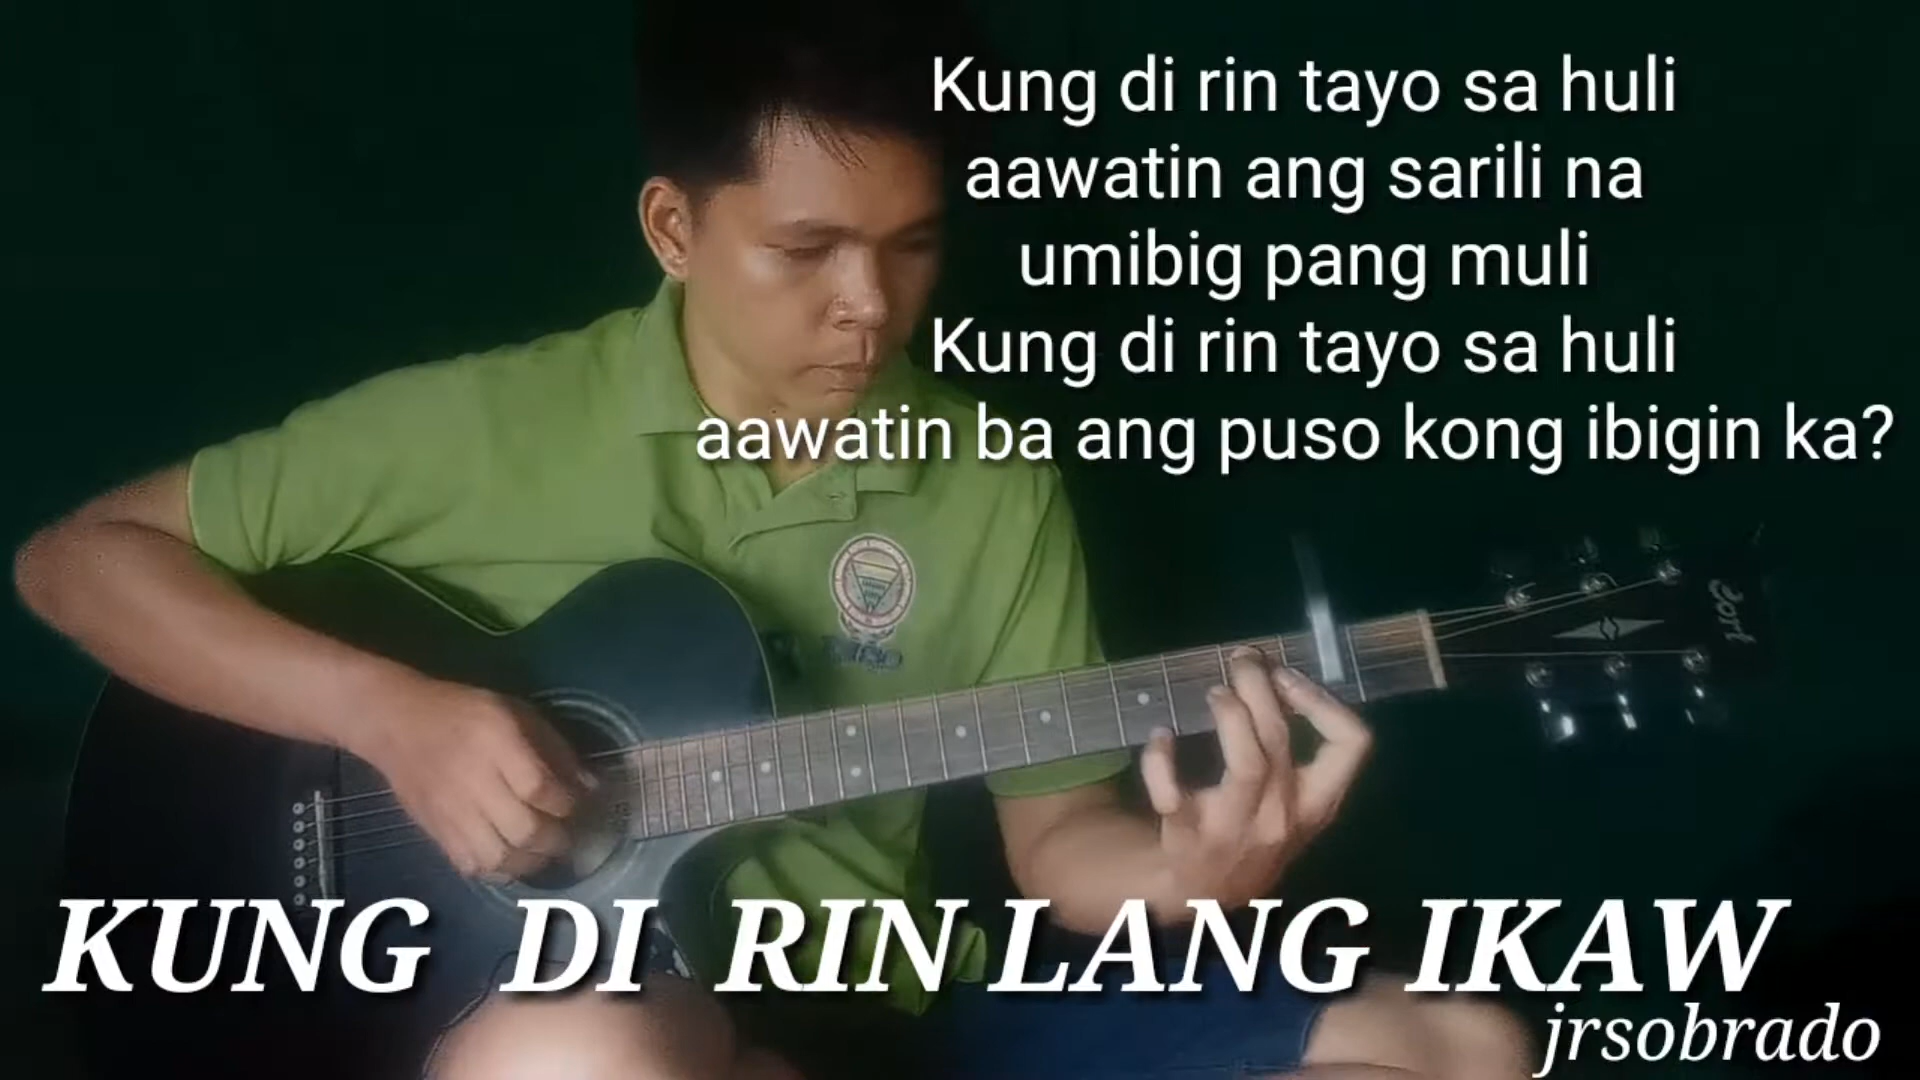 Kung di rin tayo sa huli
aawatin ang sarili na
umibig pang muli
Kung di rin tayo sa huli
aawatin ba ang puso kong ibigin ka?
Cort
KUNG DI RIN LANG IKAW
jrsobrado